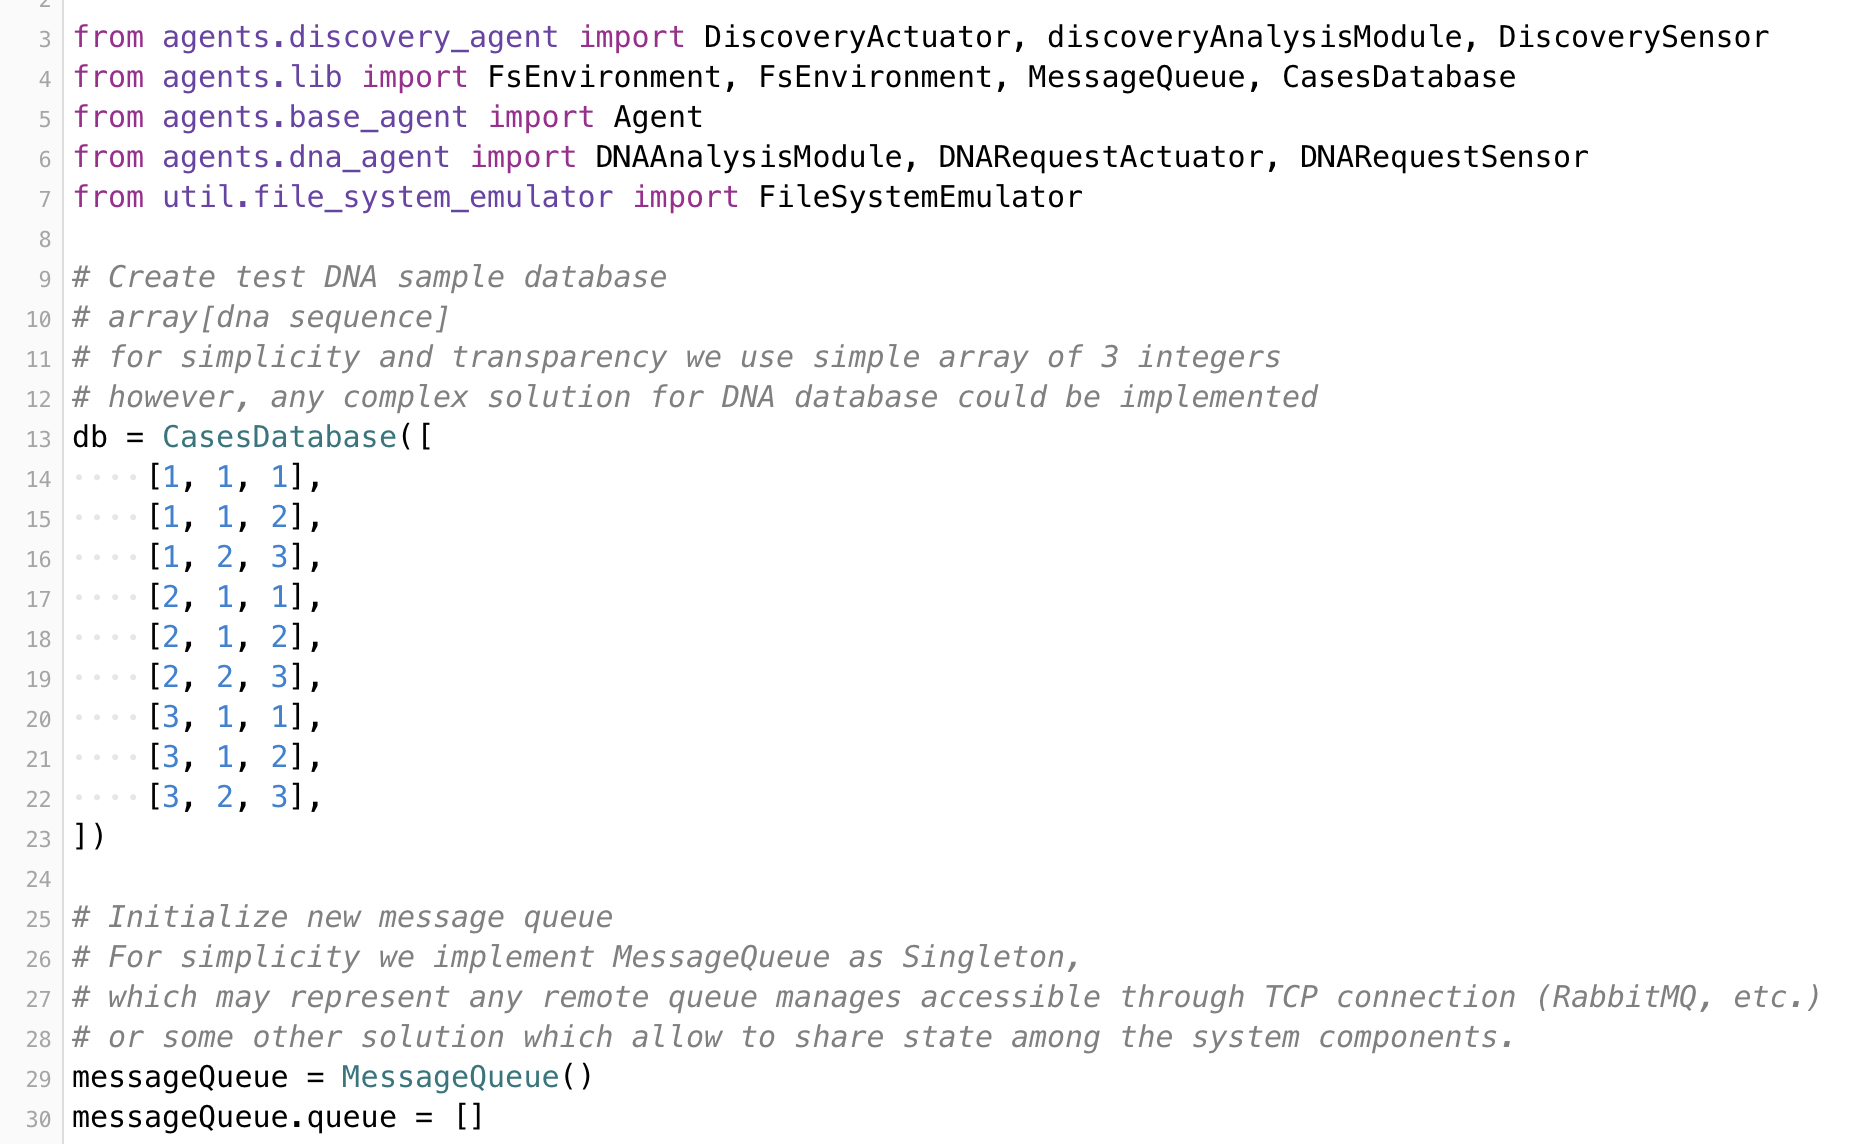 2
3 from agents.discovery_agent import DiscoveryActuator, discoveryAnalysisModule, DiscoverySensor
4 from agents.lib import FsEnvironment, FsEnvironment, MessageQueue, CasesDatabase
5 from agents.base_agent import Agent
6 from agents.dna_agent import DNAAnalysisModule, DNARequestActuator, DNARequestSensor
7 from util.file_system_emulator import FileSystemEmulator
8
9 # Create test DNA sample database
10 # array[dna sequence]
11 # for simplicity and transparency we use simple array of 3 integers
12 # however, any complex solution for DNA database could be implemented
13 db = CasesDatabase([
14 ····[1, 1, 1],
15 ····[1, 1, 2],
16 ····[1, 2, 3],
17 ····[2, 1, 1],
18 ····[2, 1, 2],
19 ····[2, 2, 3],
20 ····[3, 1, 1],
21 ····[3, 1, 2],
22 ····[3, 2, 3],
23 ])
24
25 # Initialize new message queue
26 # For simplicity we implement MessageQueue as Singleton,
27 # which may represent any remote queue manages accessible through TCP connection (RabbitMQ, etc.)
28 # or some other solution which allow to share state among the system components.
29 messageQueue = MessageQueue()
30 messageQueue.queue = []